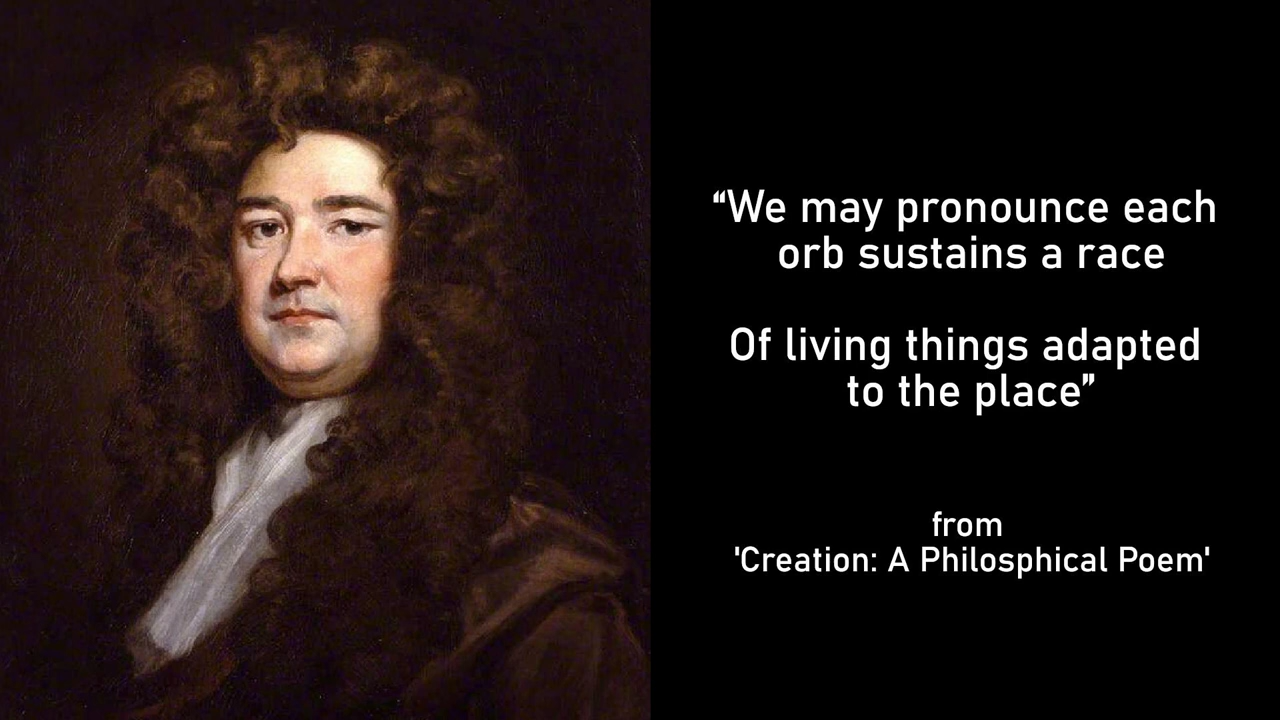 “We may pronounce each
orb sustains a race
Of living things adapted
to the place”
from
'Creation: A Philosphical Poem'